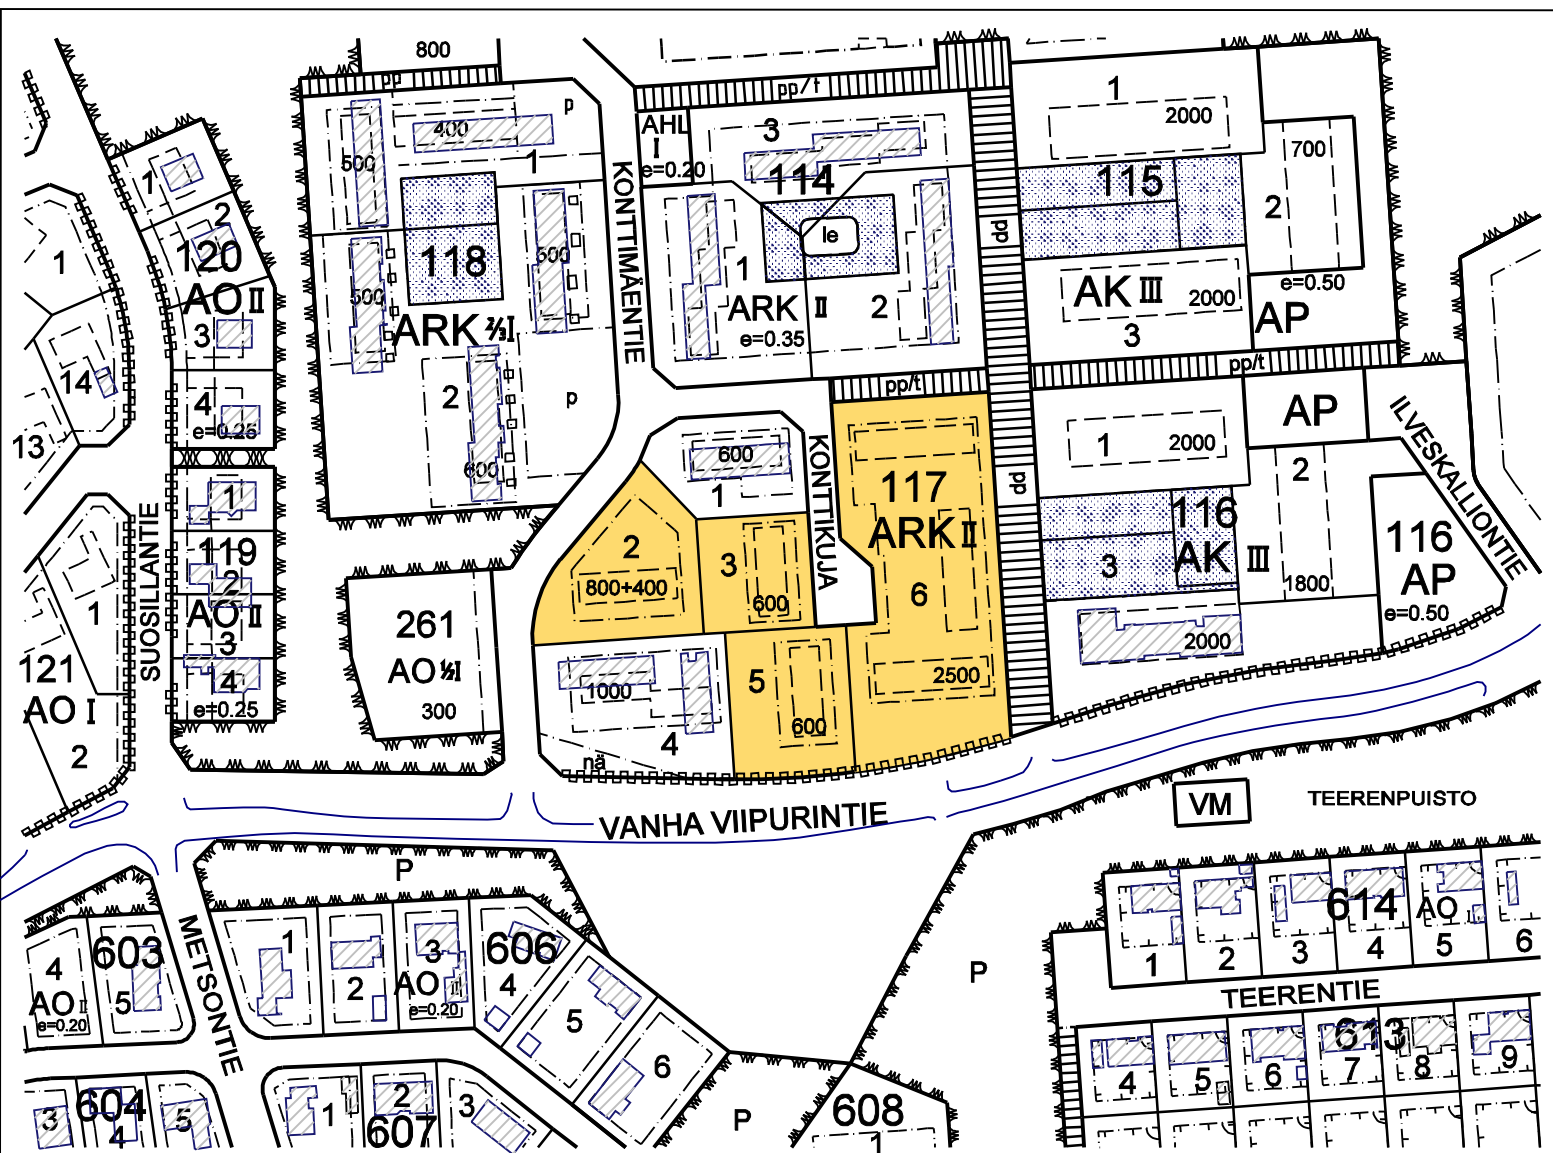 800
pp
pp/t
1
2000
p
AHL
I
e=0.20
3
114
400
500
1
KONTTIMÄENTIE
700
115
2
1
2
120
AO II
3
4
e=0.25
1
14
13
118
500
500
ARK ⅔ I
2
p
600
le
1
ARK II
2
e=0.35
pp
AK III
2000
3
e=0.50
AP
pp/t
pp/t
AP
ILVESKALLIONTIE
1
2000
2
600
1
KONTTIKUJA
117
ARK II
6
2500
pp
2
800+400
3
600
5
600
1000
4
nä
116
AK III
3
1800
2000
116
AP
e=0.50
SUOSILLANTIE
1
119
2
AO II
3
4
e=0.25
1
121
AO I
2
261
AO ½ I
300
VANHA VIIPURINTIE
VM
TEERENPUISTO
P
METSONTIE
4
603
AO II
5
e=0.20
1
2
3
AO II
e=0.20
606
4
5
6
P
614
AO I
1
2
3
4
5
6
TEERENTIE
613
4
5
6
7
8
9
3
604
4
5
1
2
607
3
P
608
1